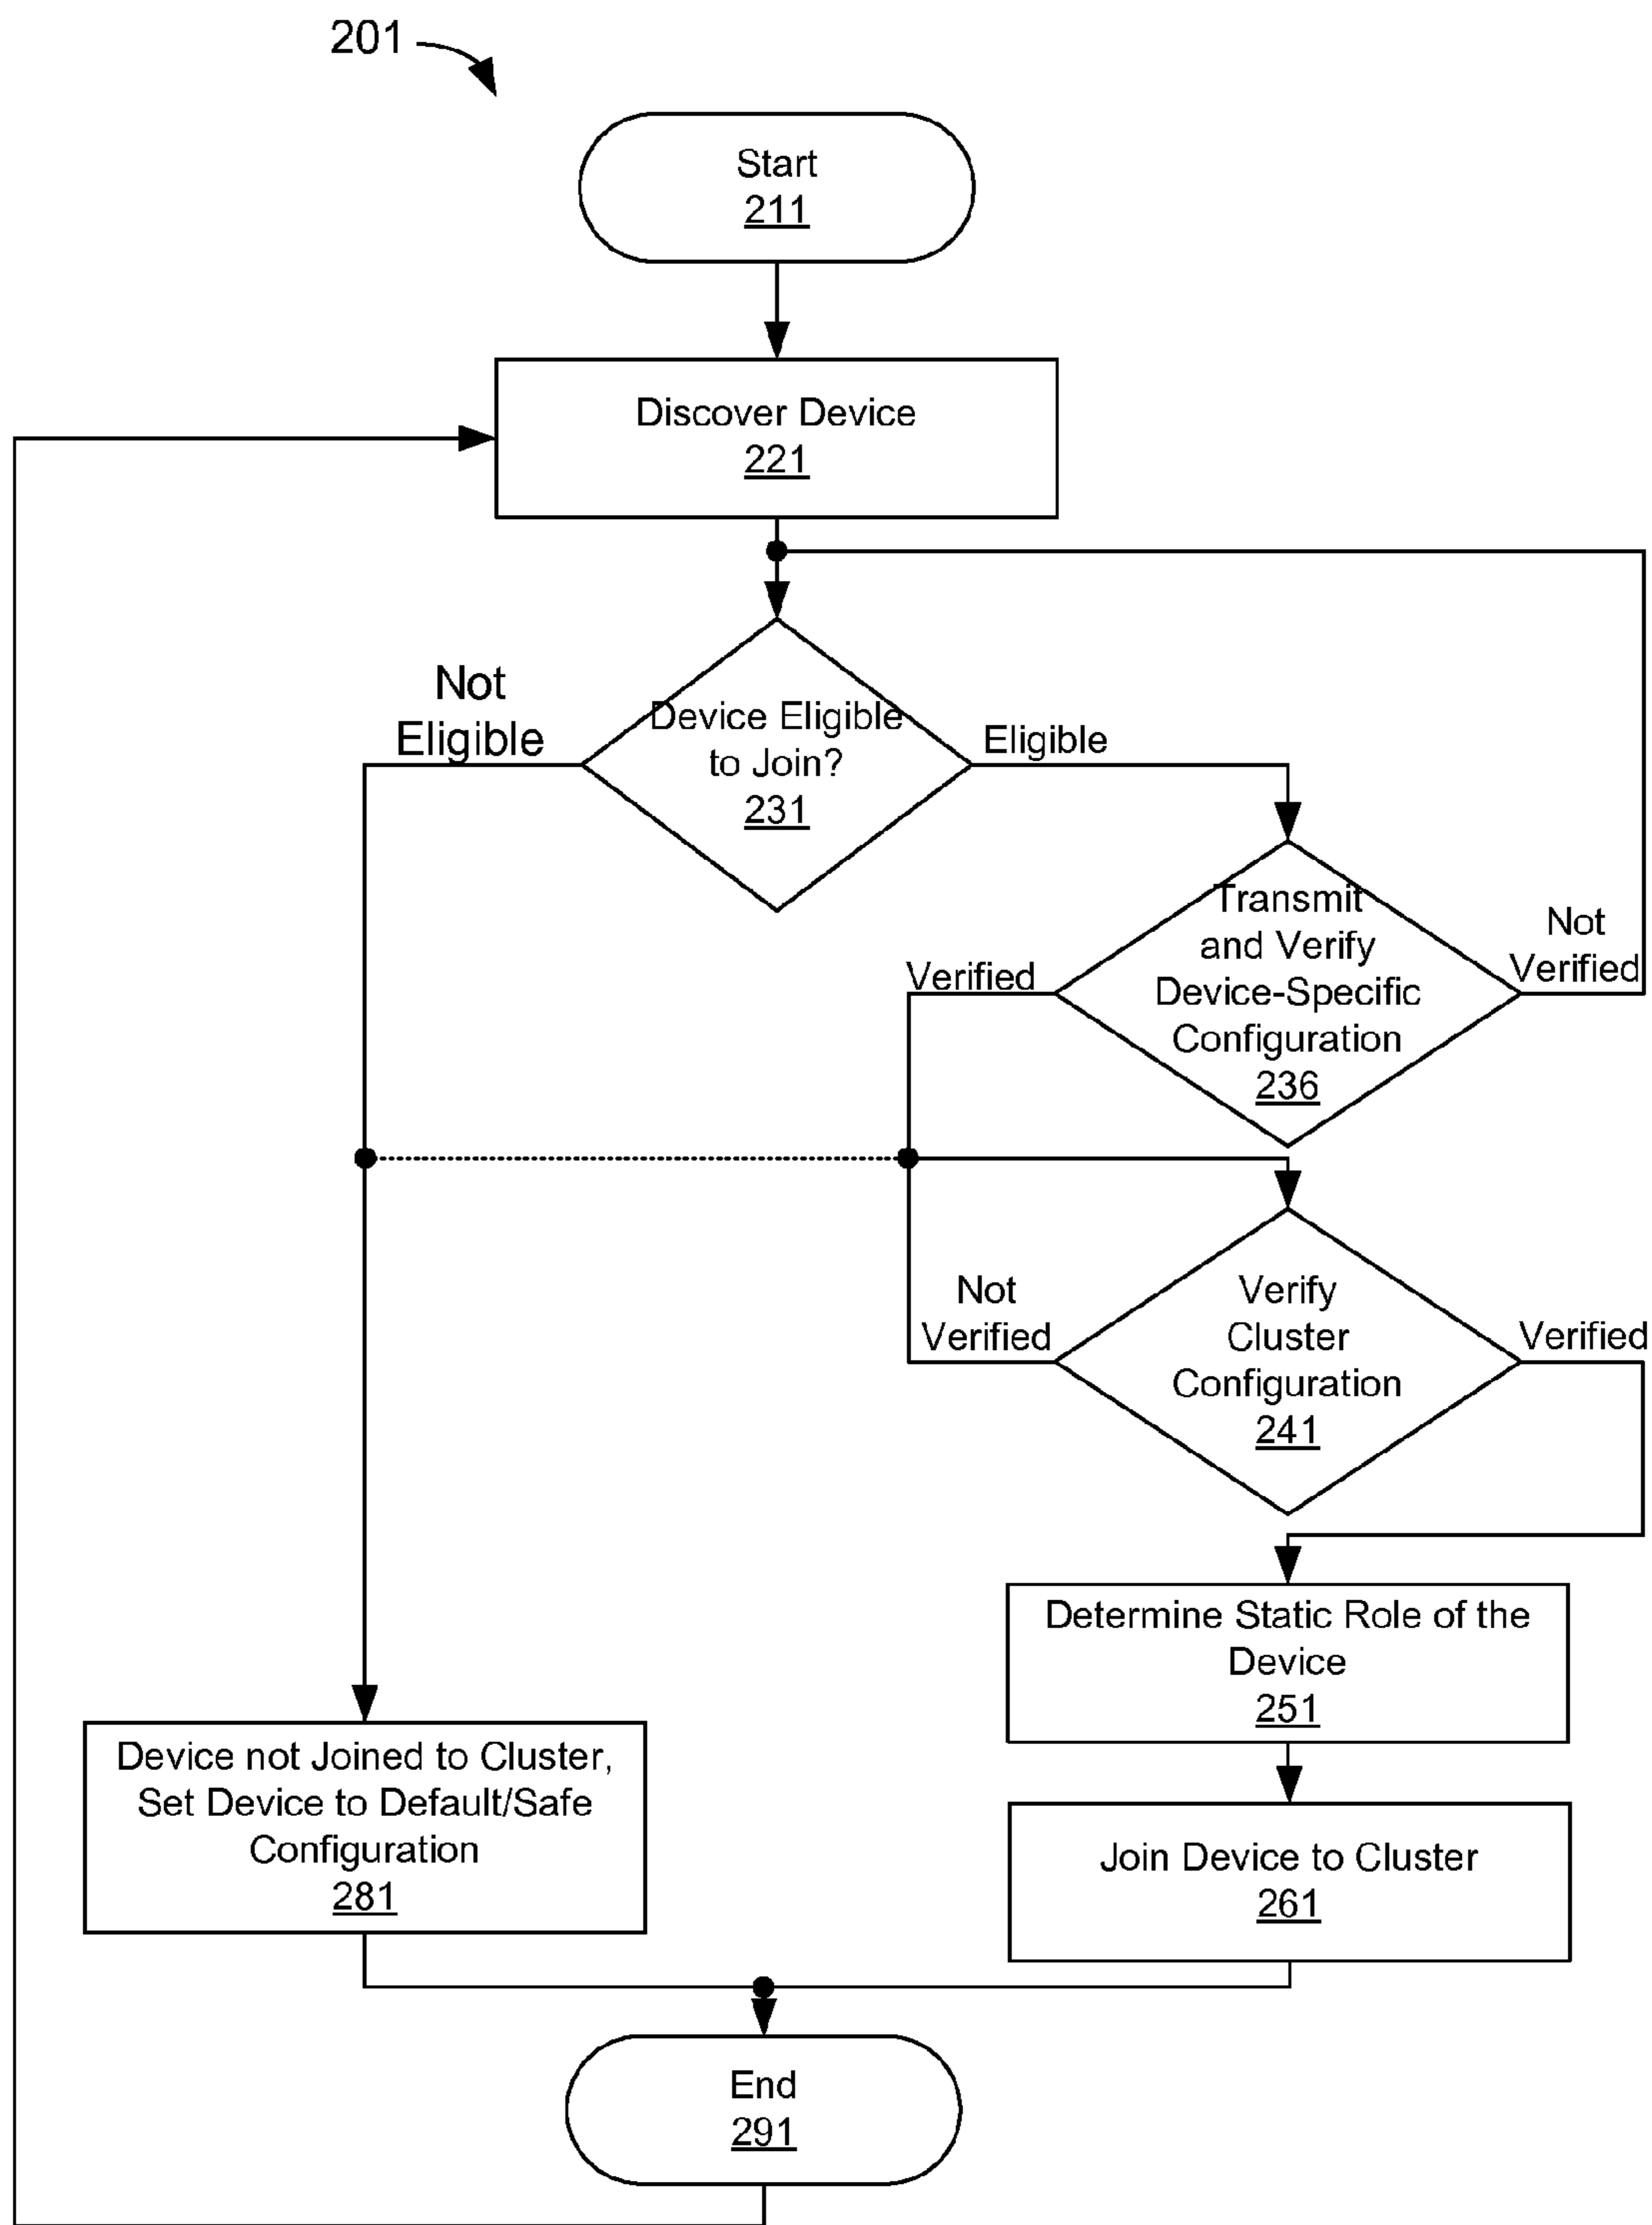 201
Start
211
Discover Device
221
Not
Eligible
Device Eligible
to Join?
231
Eligible
Transmit
and Verify
Device-Specific
Configuration
236
Verified
Not
Verified
Verify
Cluster
Configuration
241
Not
Verified
Verified
Determine Static Role of the
Device
251
Device not Joined to Cluster,
Set Device to Default/Safe
Configuration
281
Join Device to Cluster
261
End
291